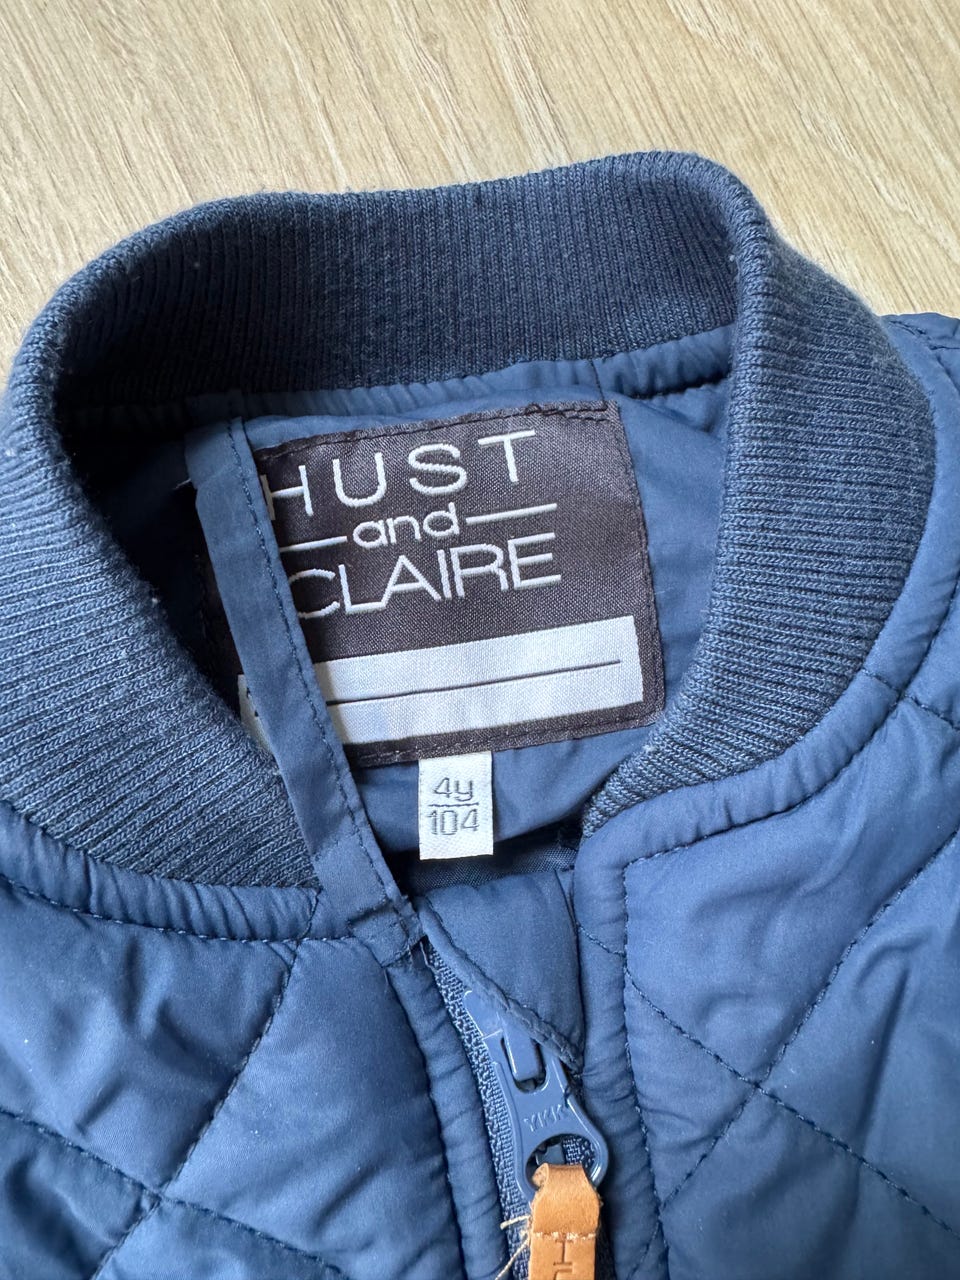 HUST
and
CLAIRE
4y
104
YKK